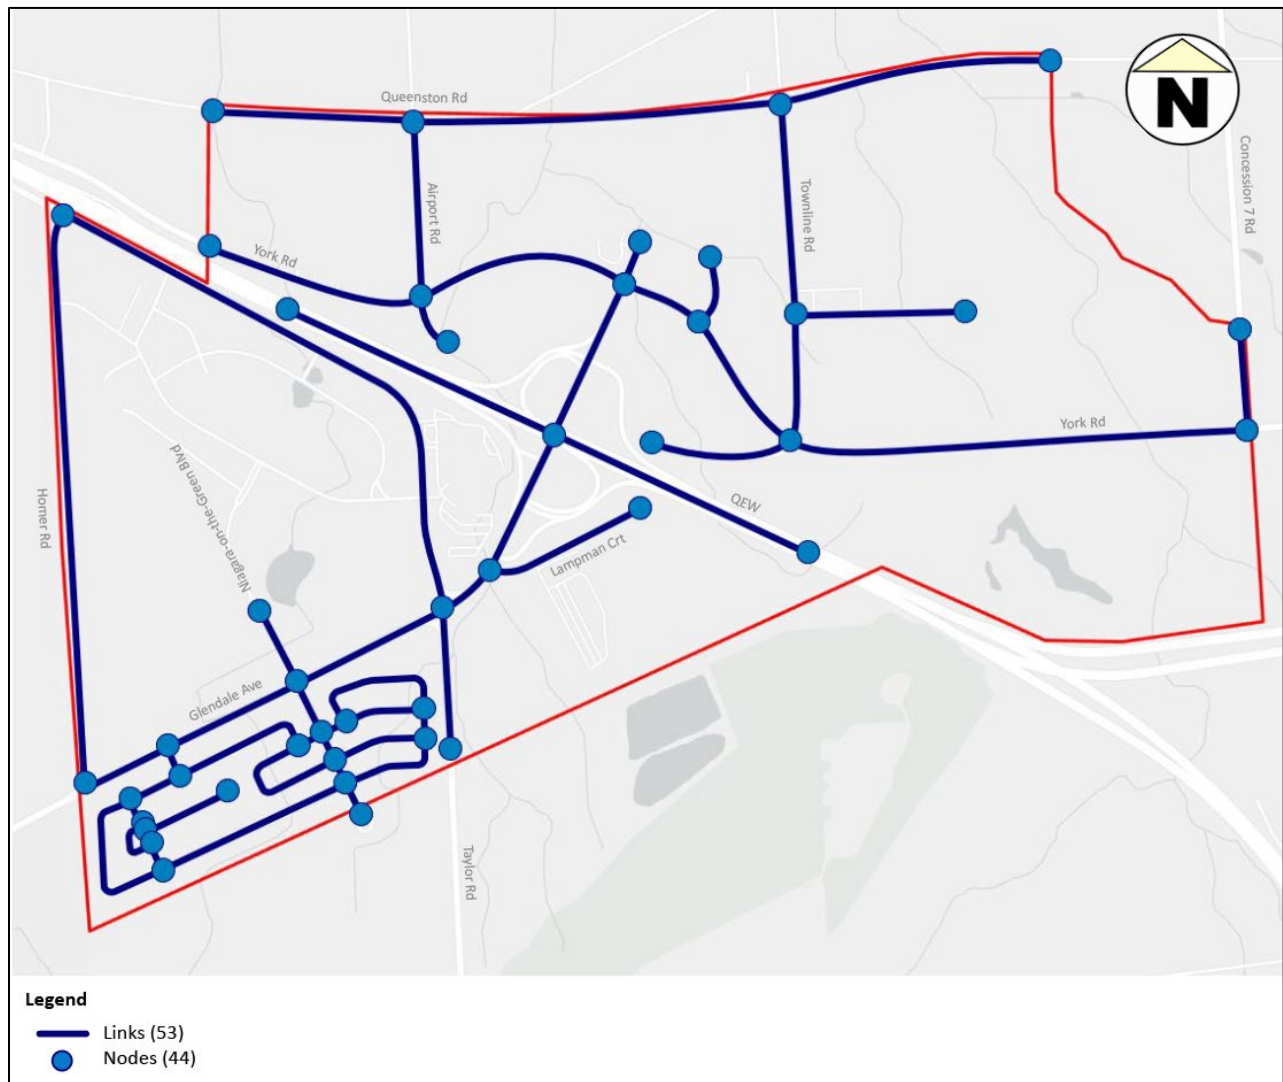 Queenston Rd
N
Concession 7 Rd
Airport Rd
Townline Rd
York Rd
York Rd
Niagara-on-the-Green Blvd
Homer Rd
QEW
Lampman Crt
Glendale Ave
Taylor Rd
Legend
Links (53)
Nodes (44)